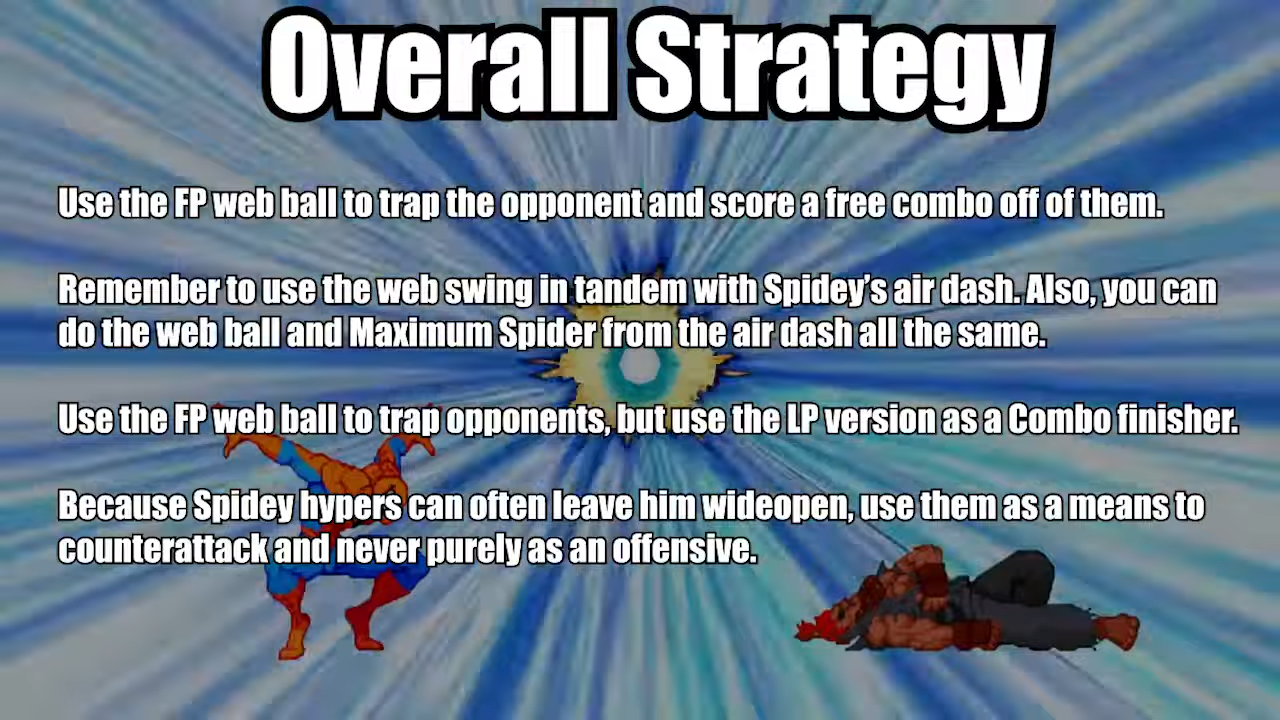 Overall Strategy
Use the FP web ball to trap the opponent and score a free combo off of them.
Remember to use the web swing in tandem with Spidey's air dash. Also, you can
do the web ball and Maximum Spider from the air dash all the same.
Use the FP web ball to trap opponents, but use the LP version as a Combo finisher.
Because Spidey hypers can often leave him wideopen, use them as a means to
counterattack and never purely as an offensive.